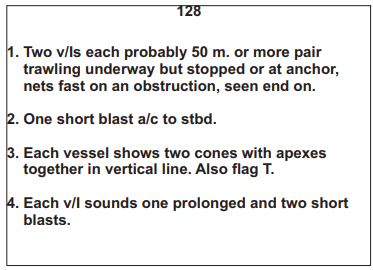 128
1. Two v/ls each probably 50 m. or more pair
trawling underway but stopped or at anchor,
nets fast on an obstruction, seen end on.
2. One short blast a/c to stbd.
3. Each vessel shows two cones with apexes
together in vertical line. Also flag T.
4. Each v/l sounds one prolonged and two short
blasts.